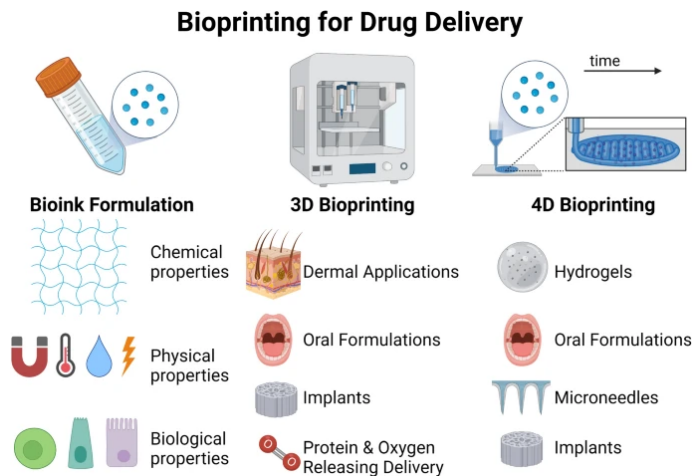 Bioprinting for Drug Delivery
time
Bioink Formulation
Chemical
properties
Physical
properties
Biological
properties
3D Bioprinting
Dermal Applications
Oral Formulations
Implants
Protein & Oxygen
Releasing Delivery
4D Bioprinting
Hydrogels
Oral Formulations
Microneedles
Implants